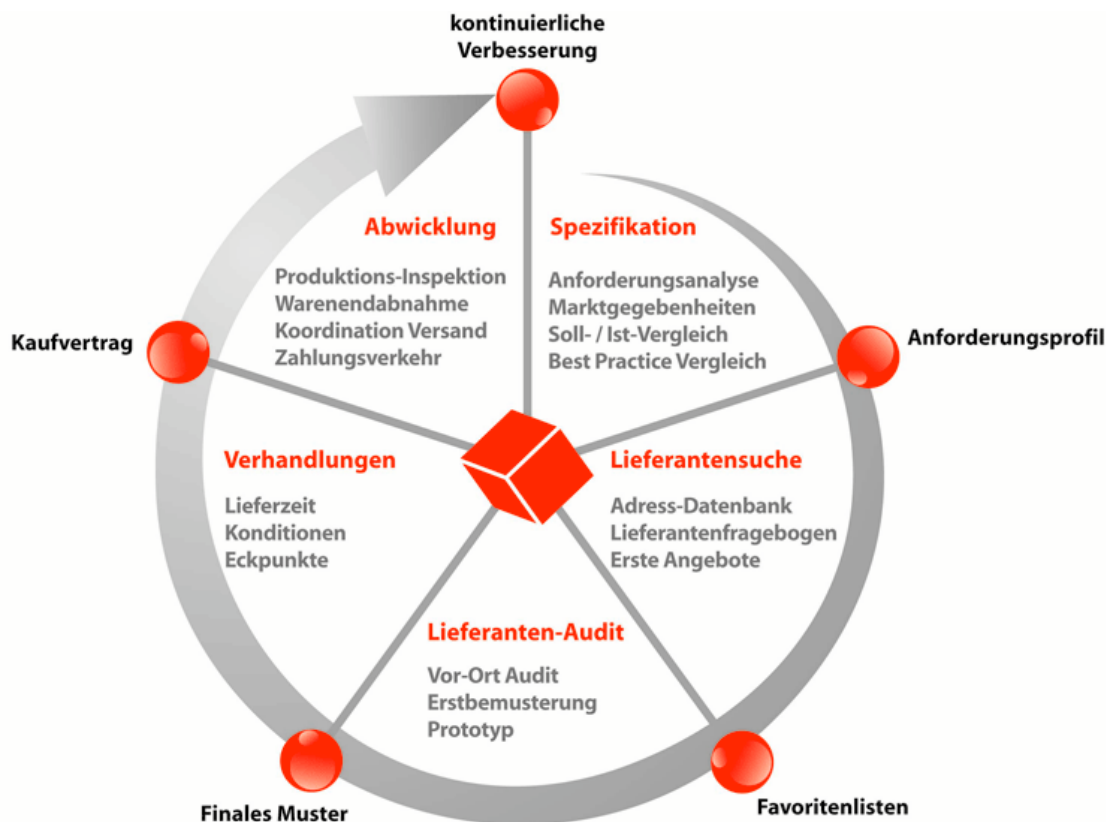 kontinuierliche
Verbesserung
Abwicklung
Produktions-Inspektion
Warenendabnahme
Koordination Versand
Zahlungsverkehr
Spezifikation
Anforderungsanalyse
Marktgegebenheiten
Soll- / Ist-Vergleich
Best Practice Vergleich
Kaufvertrag
Anforderungsprofil
Verhandlungen
Lieferzeit
Konditionen
Eckpunkte
Lieferantensuche
Adress-Datenbank
Lieferantenfragebogen
Erste Angebote
Lieferanten-Audit
Vor-Ort Audit
Erstbemusterung
Prototyp
Finales Muster
Favoritenlisten